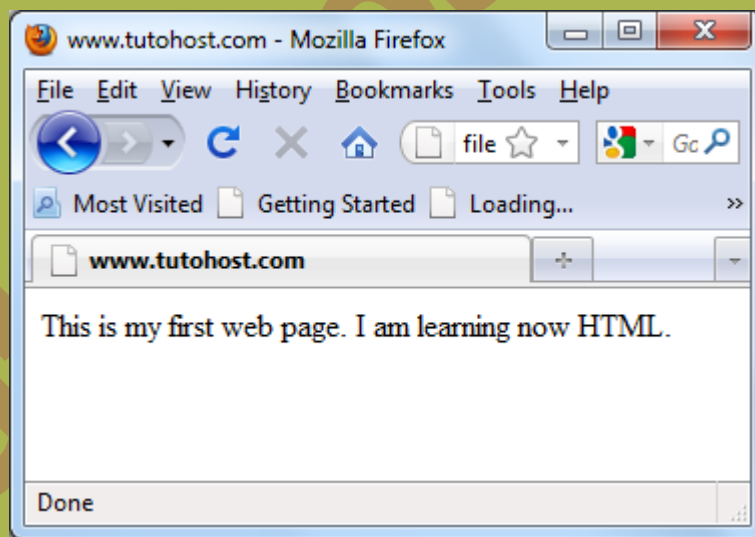 www.tutohost.com - Mozilla Firefox
File Edit View History Bookmarks Tools Help
file
Most Visited Getting Started Loading... »
www.tutohost.com
This is my first web page. I am learning now HTML.
Done